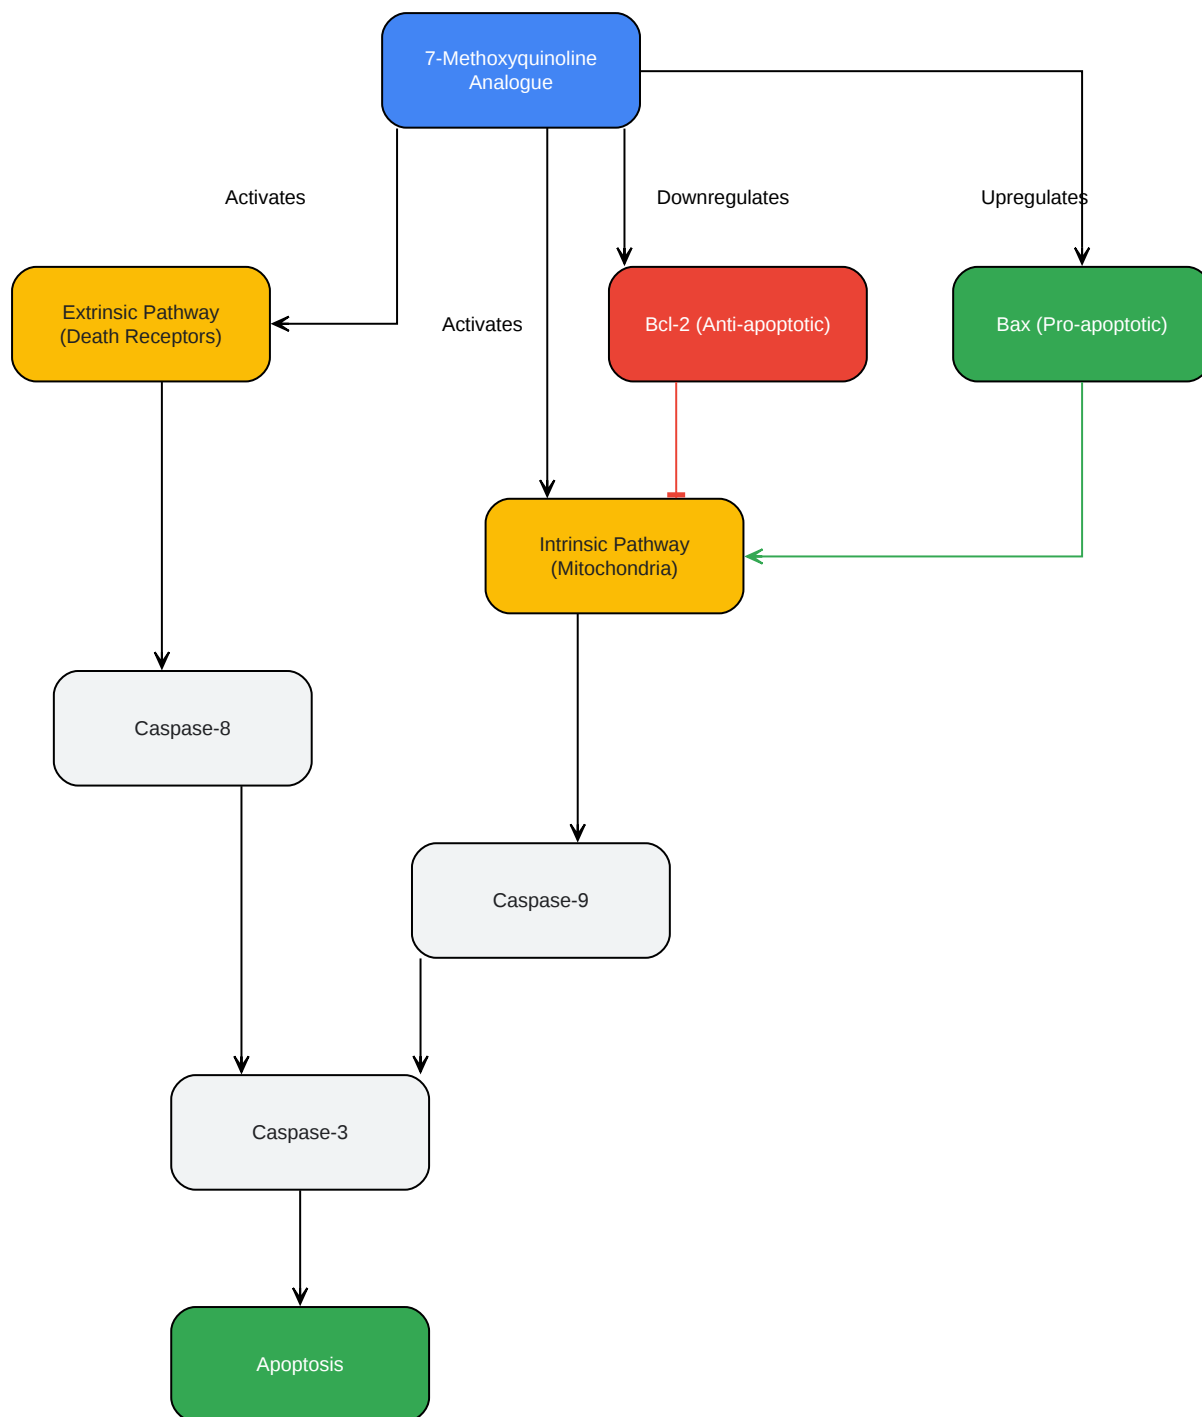 7-Methoxyquinoline
Analogue
Activates
Downregulates
Upregulates
Extrinsic Pathway
(Death Receptors)
Activates
Bcl-2 (Anti-apoptotic)
Bax (Pro-apoptotic)
Intrinsic Pathway
(Mitochondria)
Caspase-8
Caspase-9
Caspase-3
Apoptosis